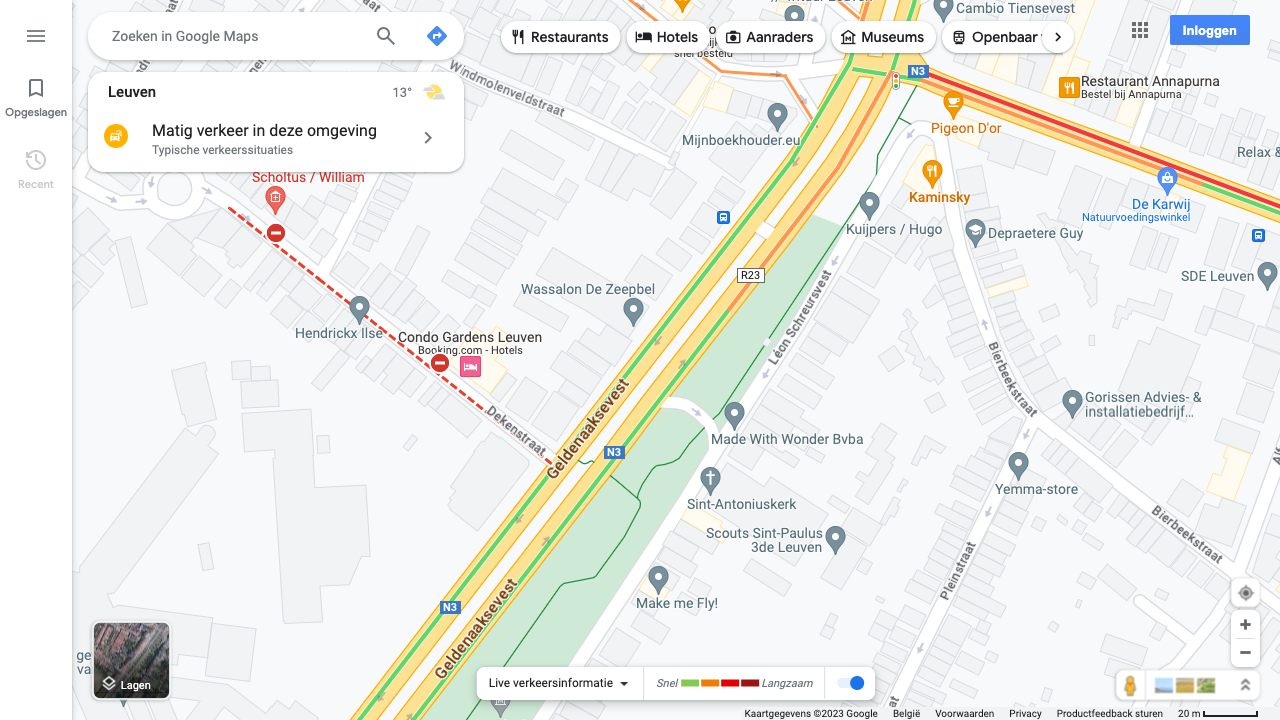 Zoeken in Google Maps
Restaurants
Hotels
Aanraders
Museums
Openbaar
Inloggen
Opgeslagen
Recent
Leuven
13°
Matig verkeer in deze omgeving
Typische verkeerssituaties
Cambio Tiensevest
snel besteld
N3
Restaurant Annapurna
Bestel bij Annapurna
Windmolenveldstraat
Mijnboekhouder.eu
Pigeon D'or
Relax &
Scholtus / William
Kaminsky
De Karwij
Natuurvoedingswinkel
Kuijpers / Hugo
Depraetere Guy
R23
SDE Leuven
Wassalon De Zeepbel
Léon Schreursvest
Hendrickx Ilse
Condo Gardens Leuven
Booking.com - Hotels
Bierbeekstraat
Gorissen Advies- &
installatiebedrijf...
Dekenstraat
Geldenaaksevest
Made With Wonder Bvba
N3
Sint-Antoniuskerk
Yemma-store
Scouts Sint-Paulus
3de Leuven
Bierbeekstraat
Pleinstraat
Make me Fly!
N3
Geldenaaksevest
Lagen
Live verkeersinformatie
Snel
Langzaam
Kaartgegevens ©2023 Google
België
Voorwaarden
Privacy
Productfeedback sturen
20 m